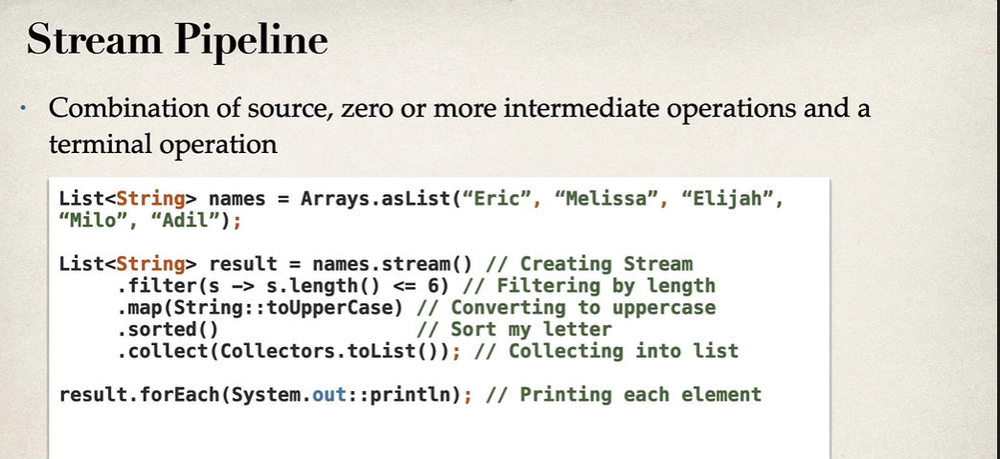 Stream Pipeline
• Combination of source, zero or more intermediate operations and a
terminal operation
List<String> names = Arrays.asList(“Eric”, “Melissa”, “Elijah”,
“Milo”, “Adil”);
List<String> result = names.stream() // Creating Stream
.filter(s -> s.length() <= 6) // Filtering by length
.map(String::toUpperCase) // Converting to uppercase
.sorted() // Sort my letter
.collect(Collectors.toList()); // Collecting into list
result.forEach(System.out::println); // Printing each element